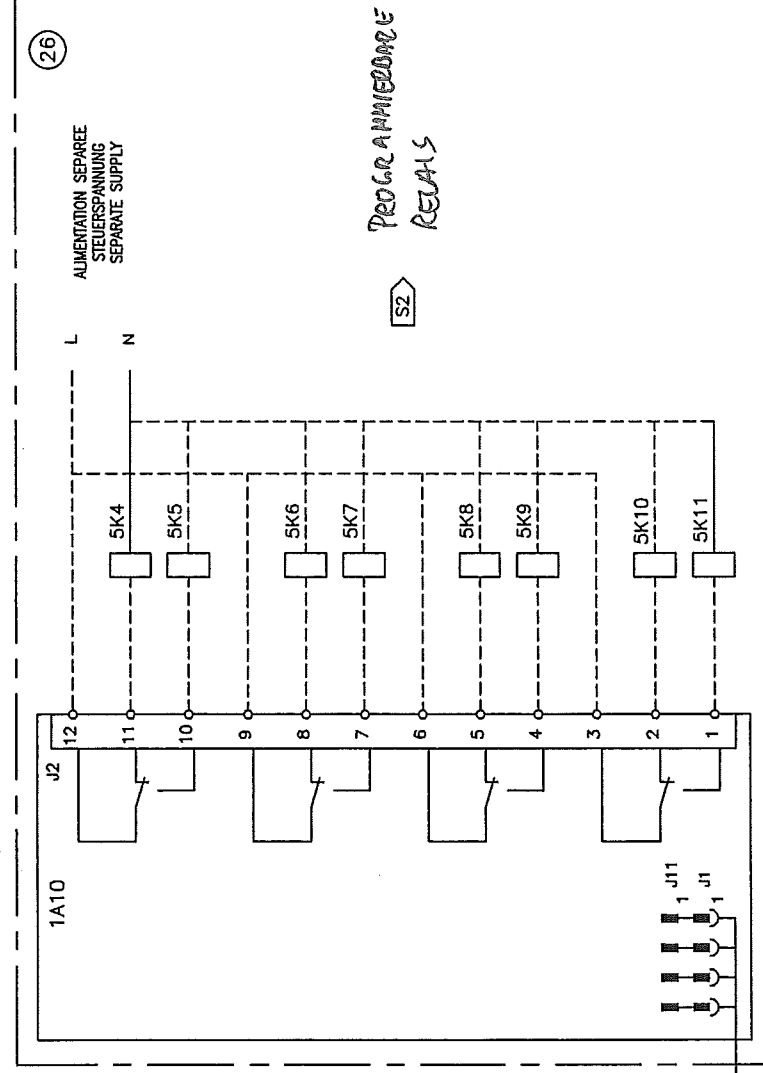 26
ALIMENTATION SEPAREE
STEUERSPANNUNG
SEPARATE SUPPLY
L
N
PROGRAMMIERBARE
RELAIS
S2
5K4
5K5
5K6
5K7
5K8
5K9
5K10
5K11
J2
12
11
10
9
8
7
6
5
4
3
2
1
1A10
J11
1
J1
1